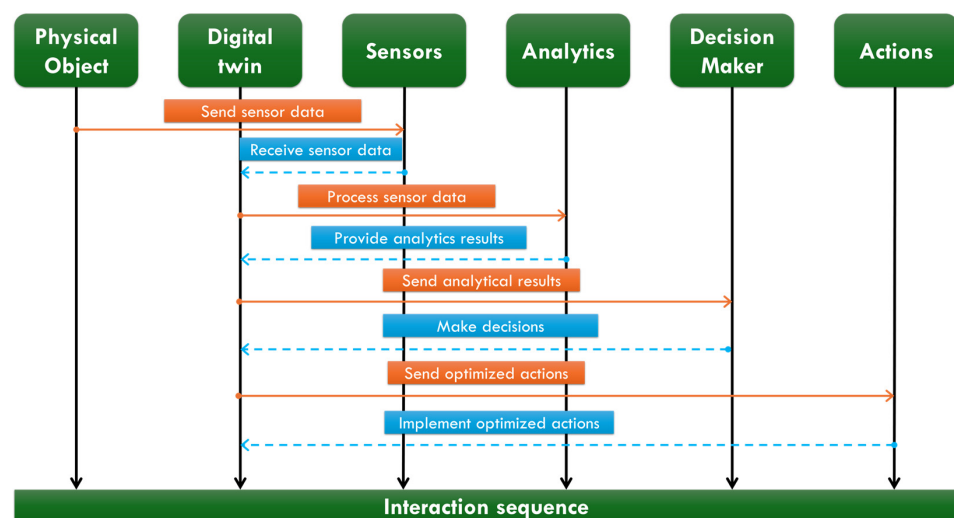 Physical
Object
Digital
twin
Sensors
Analytics
Decision
Maker
Actions
Send sensor data
Receive sensor data
Process sensor data
Provide analytics results
Send analytical results
Make decisions
Send optimized actions
Implement optimized actions
Interaction sequence